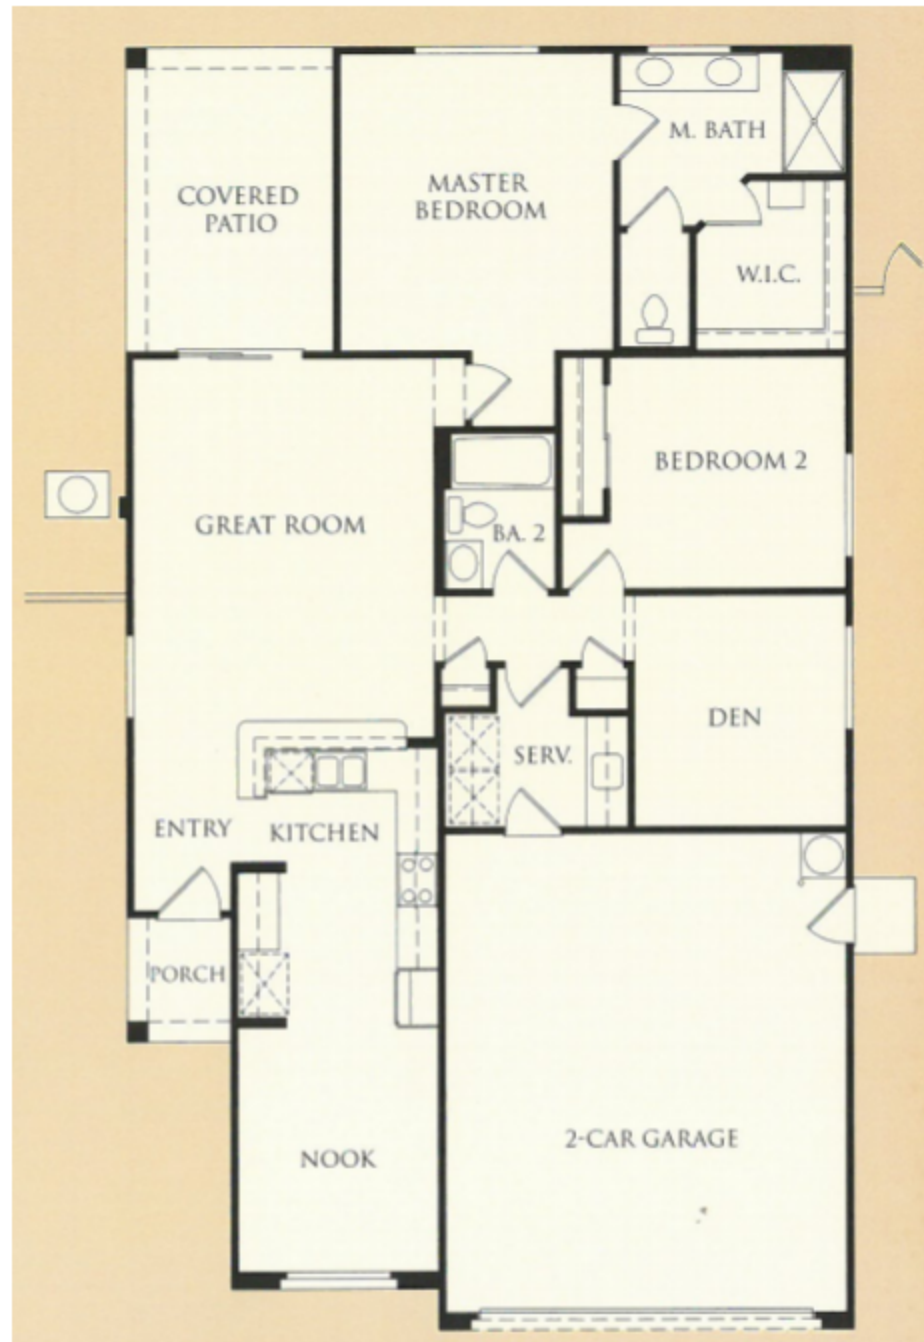 COVERED
PATIO
MASTER
BEDROOM
M. BATH
W.I.C.
BEDROOM 2
GREAT ROOM
BA. 2
DEN
SERV.
ENTRY
KITCHEN
PORCH
2-CAR GARAGE
NOOK